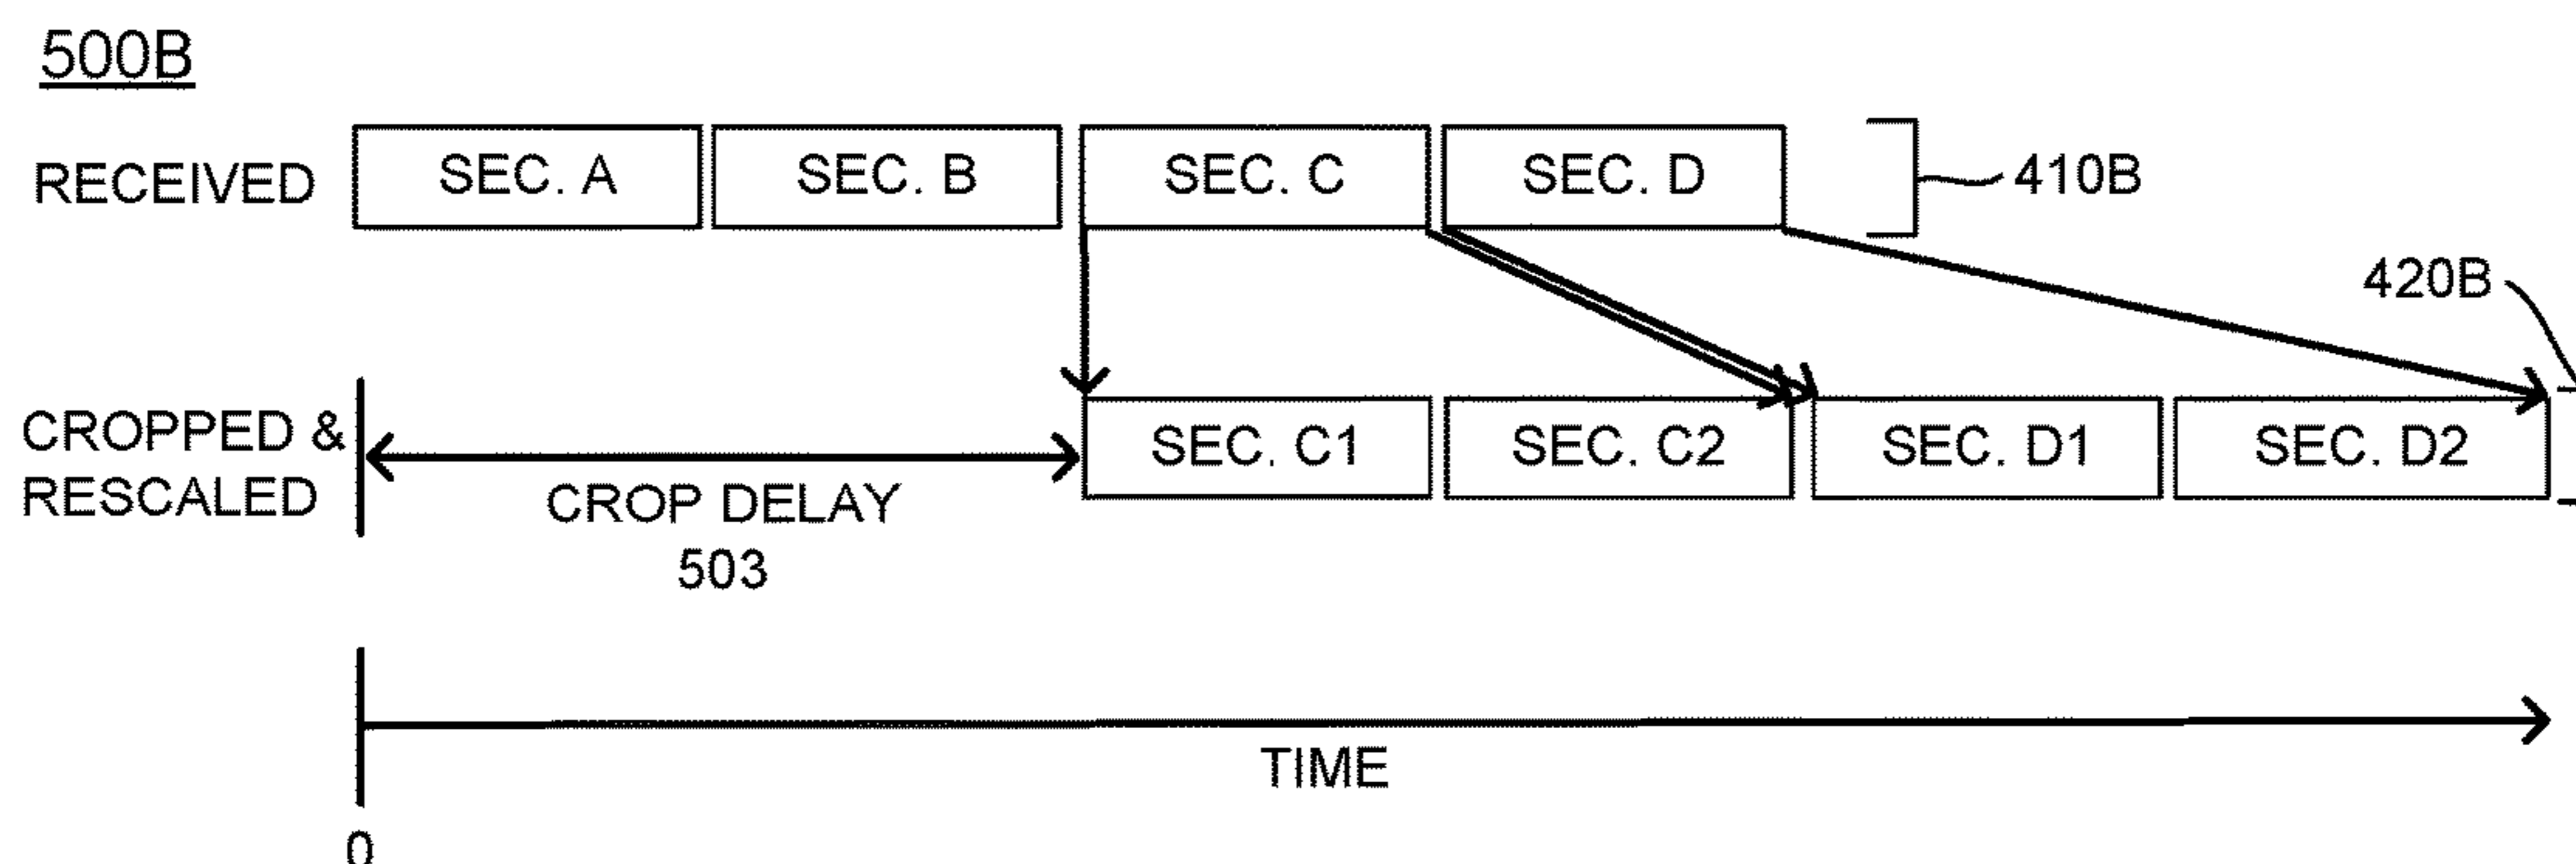 500B
RECEIVED
SEC. A
SEC. B
SEC. C
SEC. D
410B
420B
CROPPED &
RESCALED
CROP DELAY
503
SEC. C1
SEC. C2
SEC. D1
SEC. D2
TIME
0